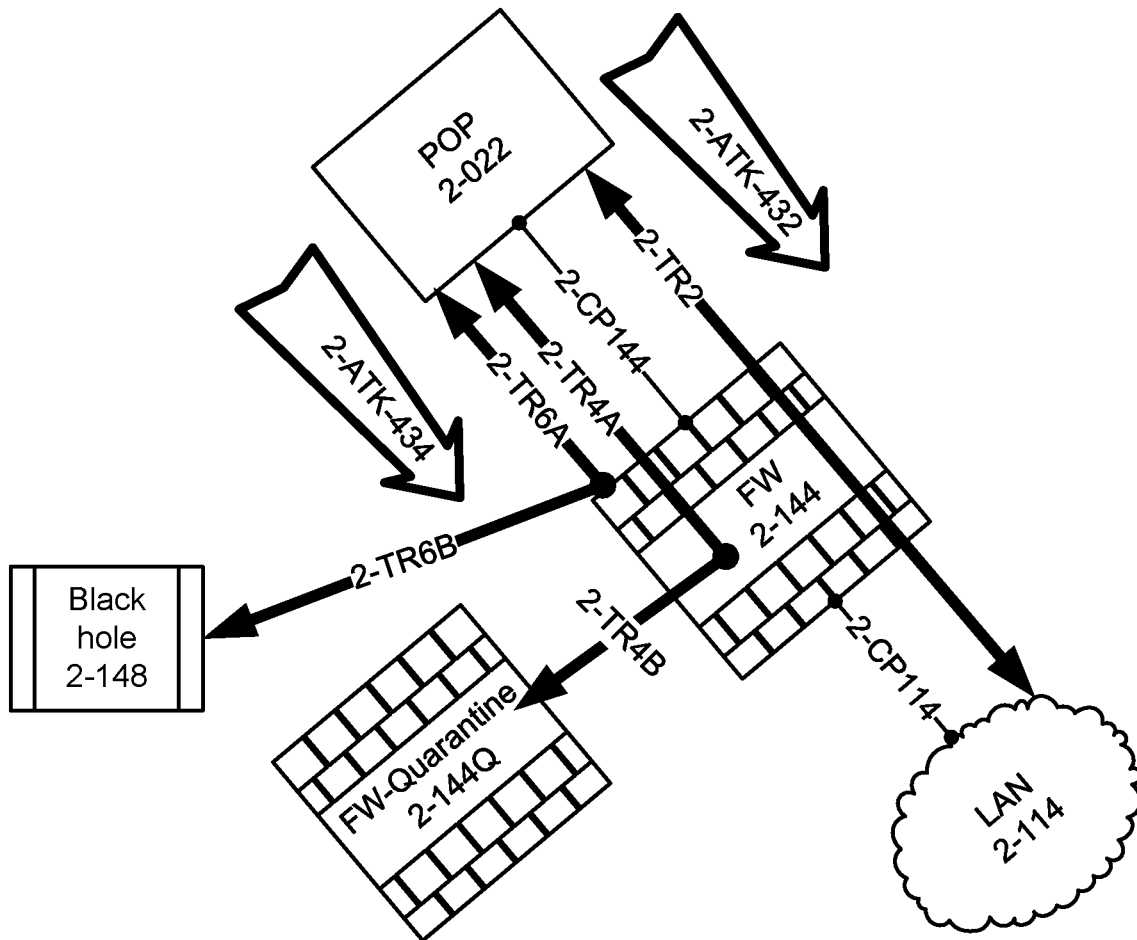 POP
2-022
2-ATK-432
2-TR2
2-CP144
2-ATK-434
2-TR4A
2-TR6A
FW
2-144
2-TR6B
Black
hole
2-148
2-TR4B
2-CP114
FW-Quarantine
2-144Q
LAN
2-114